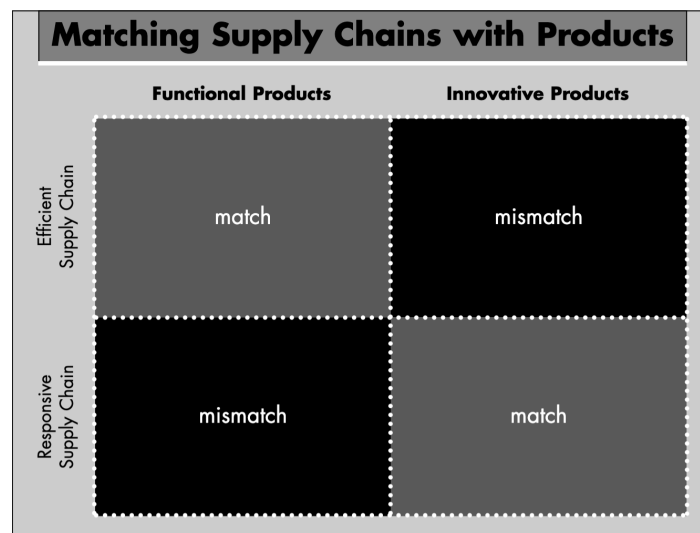 Matching Supply Chains with Products
Functional Products
Innovative Products
Efficient
Supply Chain
match
mismatch
Responsive
Supply Chain
mismatch
match